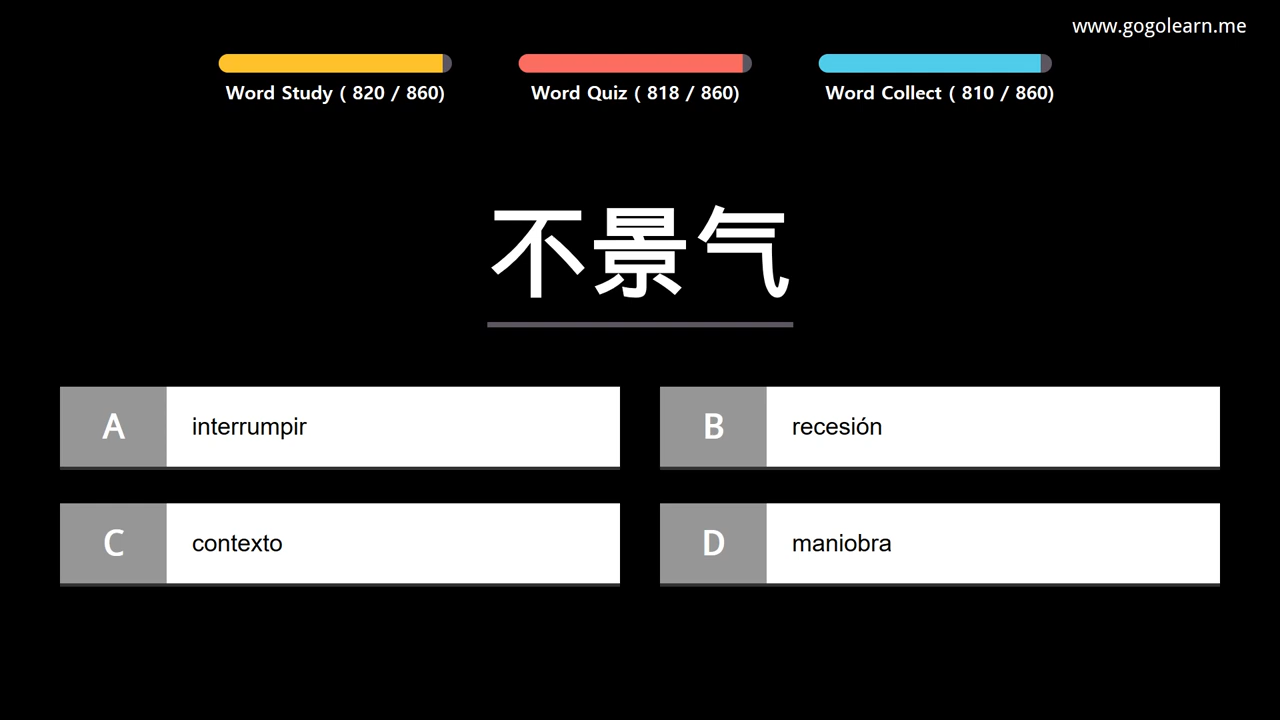 www.gogolearn.me
Word Study ( 820 / 860)
Word Quiz ( 818 / 860)
Word Collect ( 810 / 860)
不景气
A interrumpir
B recesión
C contexto
D maniobra